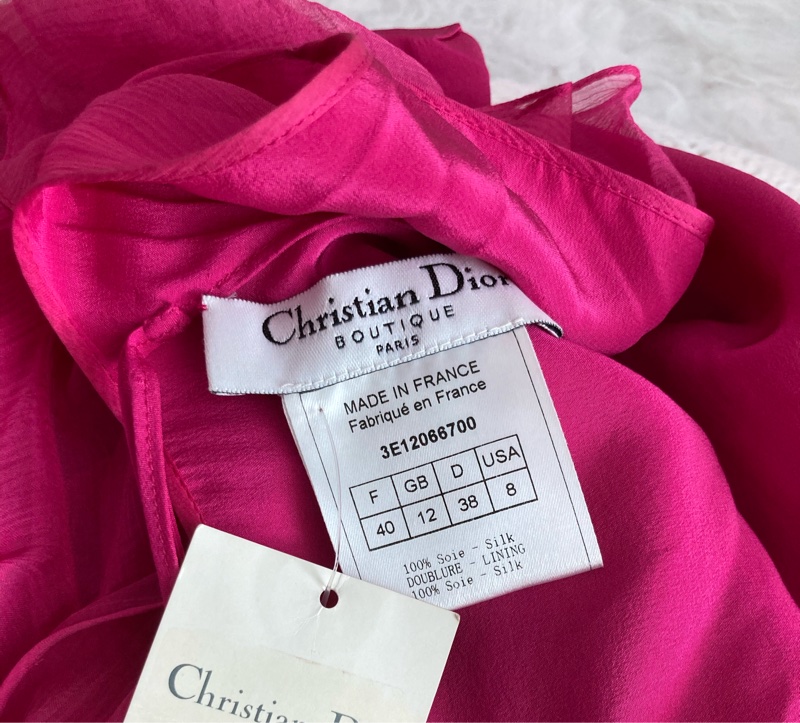 Christian Dior
BOUTIQUE
PARIS
MADE IN FRANCE
Fabriqué en France
3E12066700
F GB D USA
40 12 38 8
100% Soie - Silk
DOUBLURE - LINING
100% Soie - Silk
Christian D